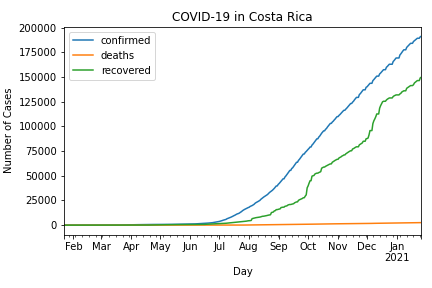 COVID-19 in Costa Rica
confirmed
deaths
recovered
Number of Cases
200000
175000
150000
125000
100000
75000
50000
25000
0
Feb Mar Apr May Jun Jul Aug Sep Oct Nov Dec Jan
2021
Day